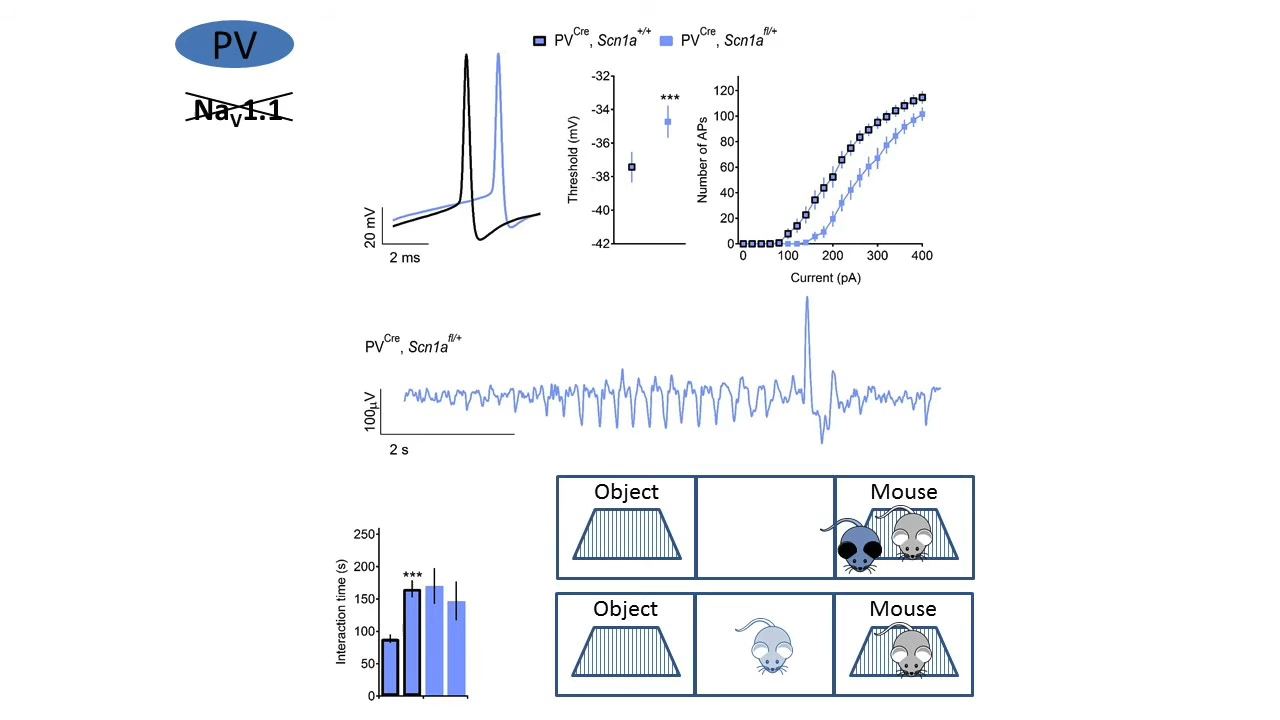 PV
Nav1.1
PVCre, Scn1a+/+ PVCre, Scn1afl/+
20 mV
2 ms
Threshold (mV)
-32
-34
-36
-38
-40
-42
***
Number of APs
120
100
80
60
40
20
0
0 100 200 300 400
Current (pA)
PVCre, Scn1afl/+
100µV
2 s
Interaction time (s)
250
200
150
100
50
0
***
Object Mouse
Object Mouse